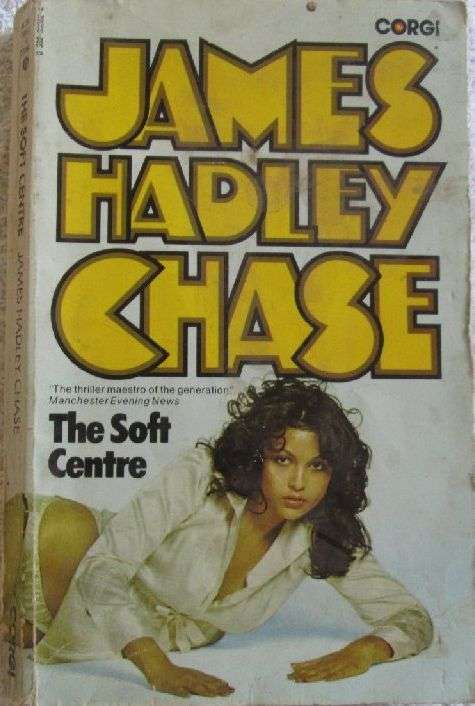 CORGI
JAMES
HADLEY
CHASE
"The thriller maestro of the generation"
Manchester Evening News
The Soft
Centre
THE SOFT CENTRE JAMES HADLEY CHASE
CORGI